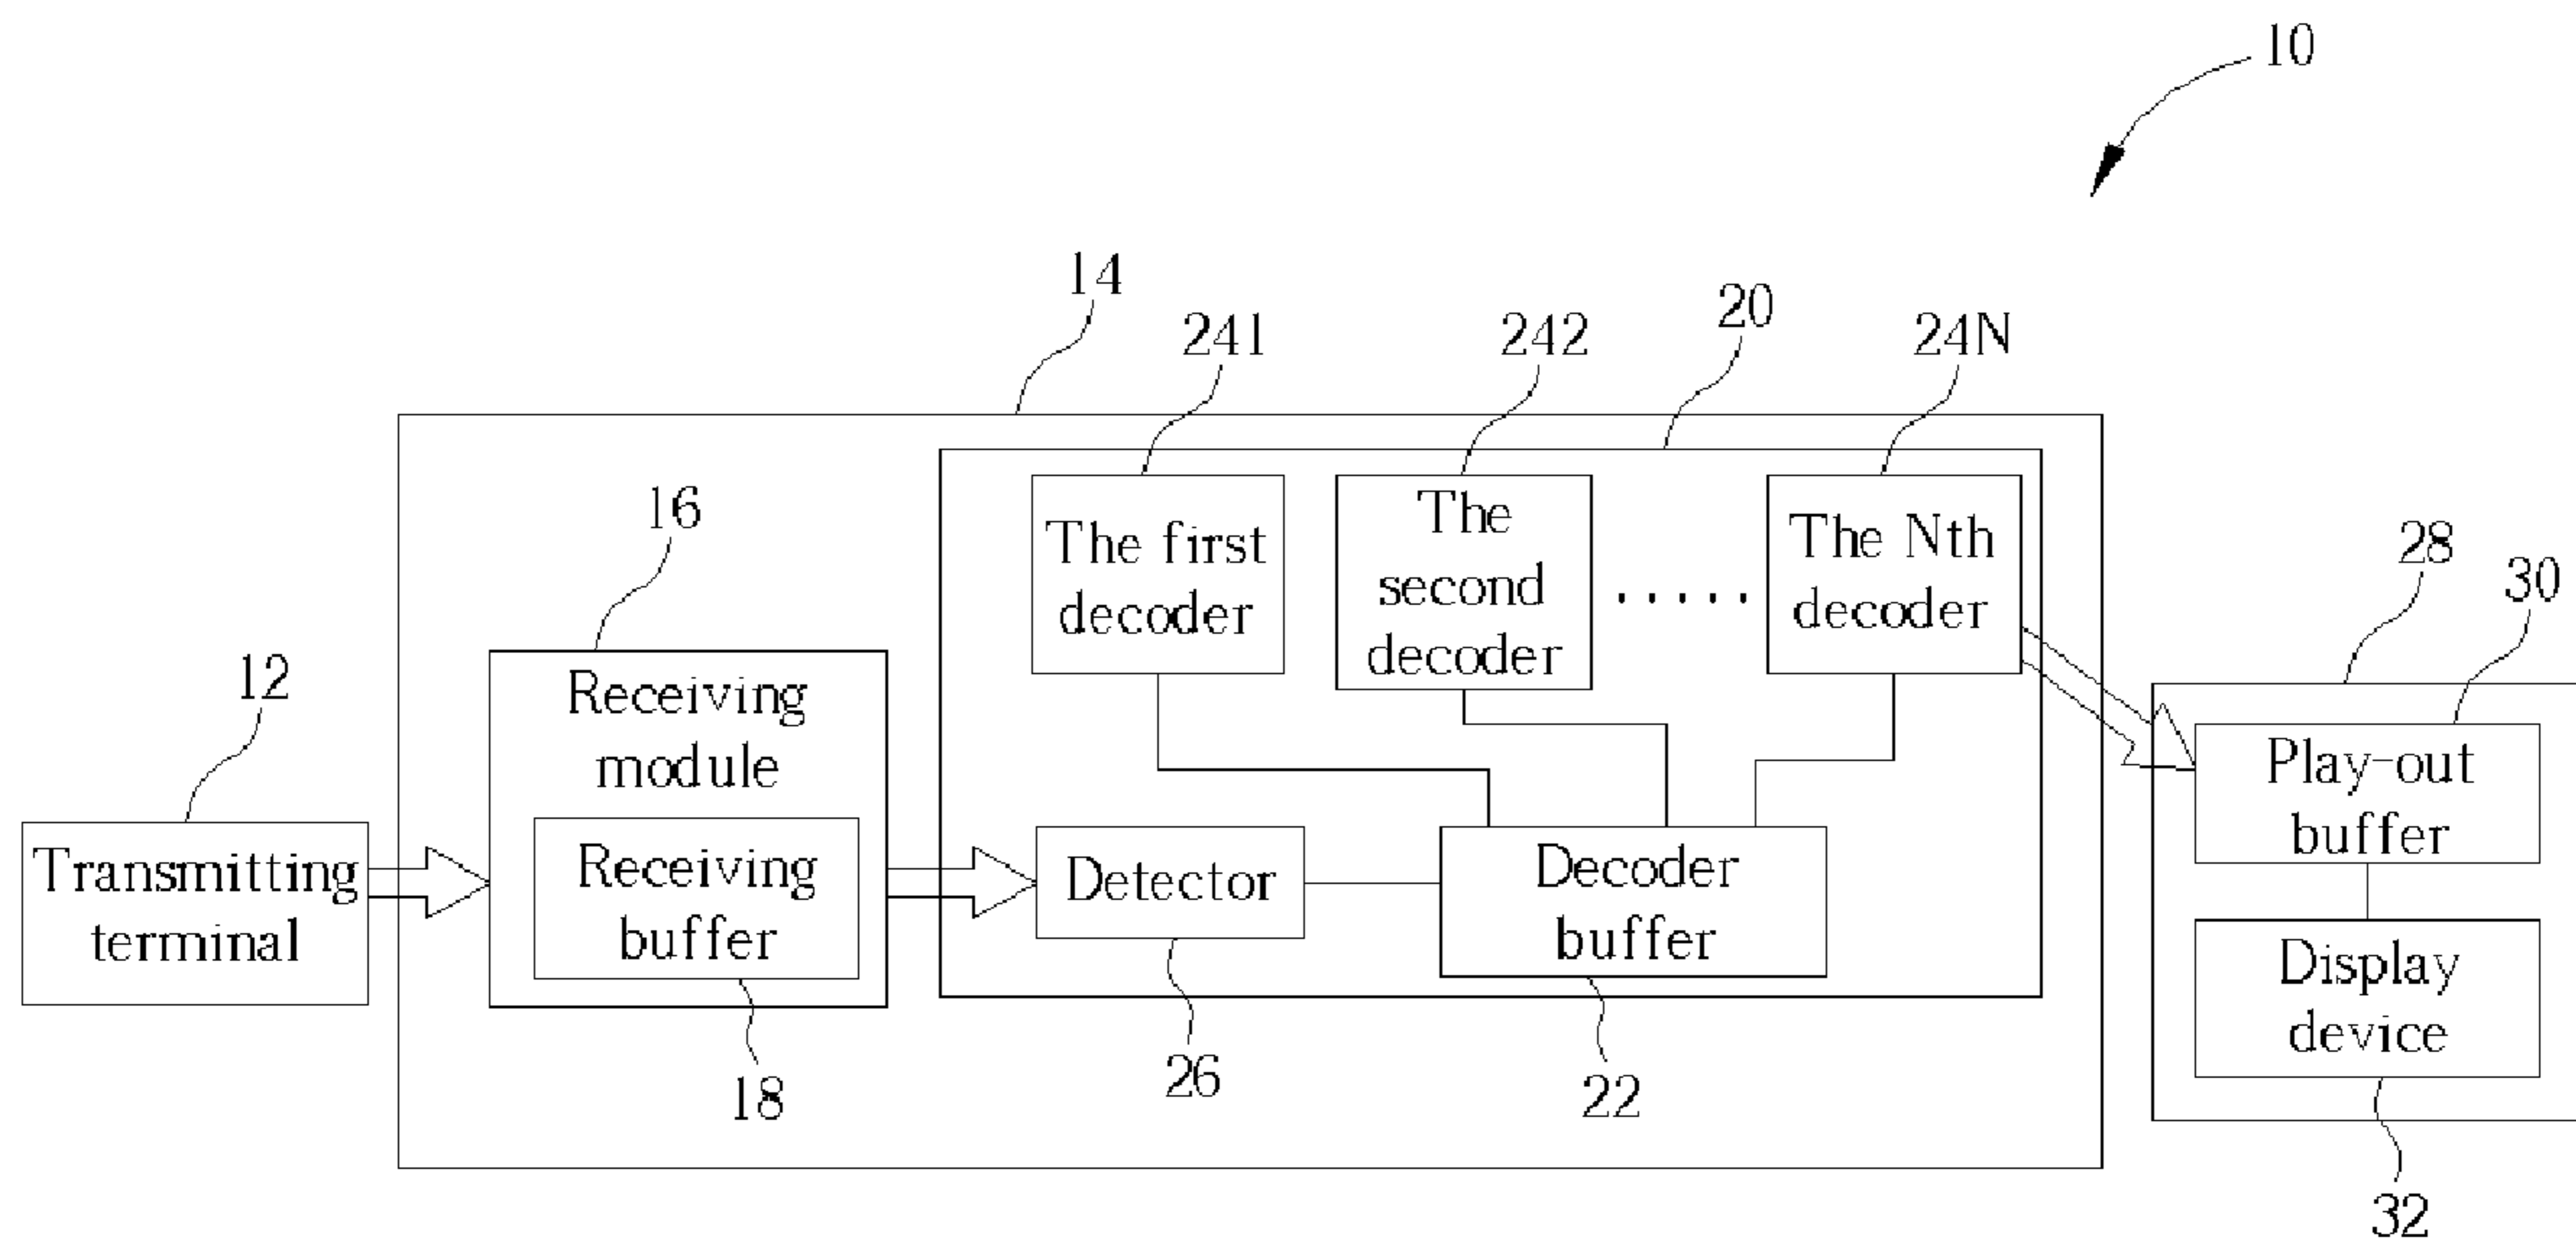 10
14
20
241
242
24N
16
The first
decoder
The
second
decoder
.....
The Nth
decoder
28
30
12
Receiving
module
Play-out
buffer
Transmitting
terminal
Receiving
buffer
Detector
Decoder
buffer
Display
device
18
26
22
32